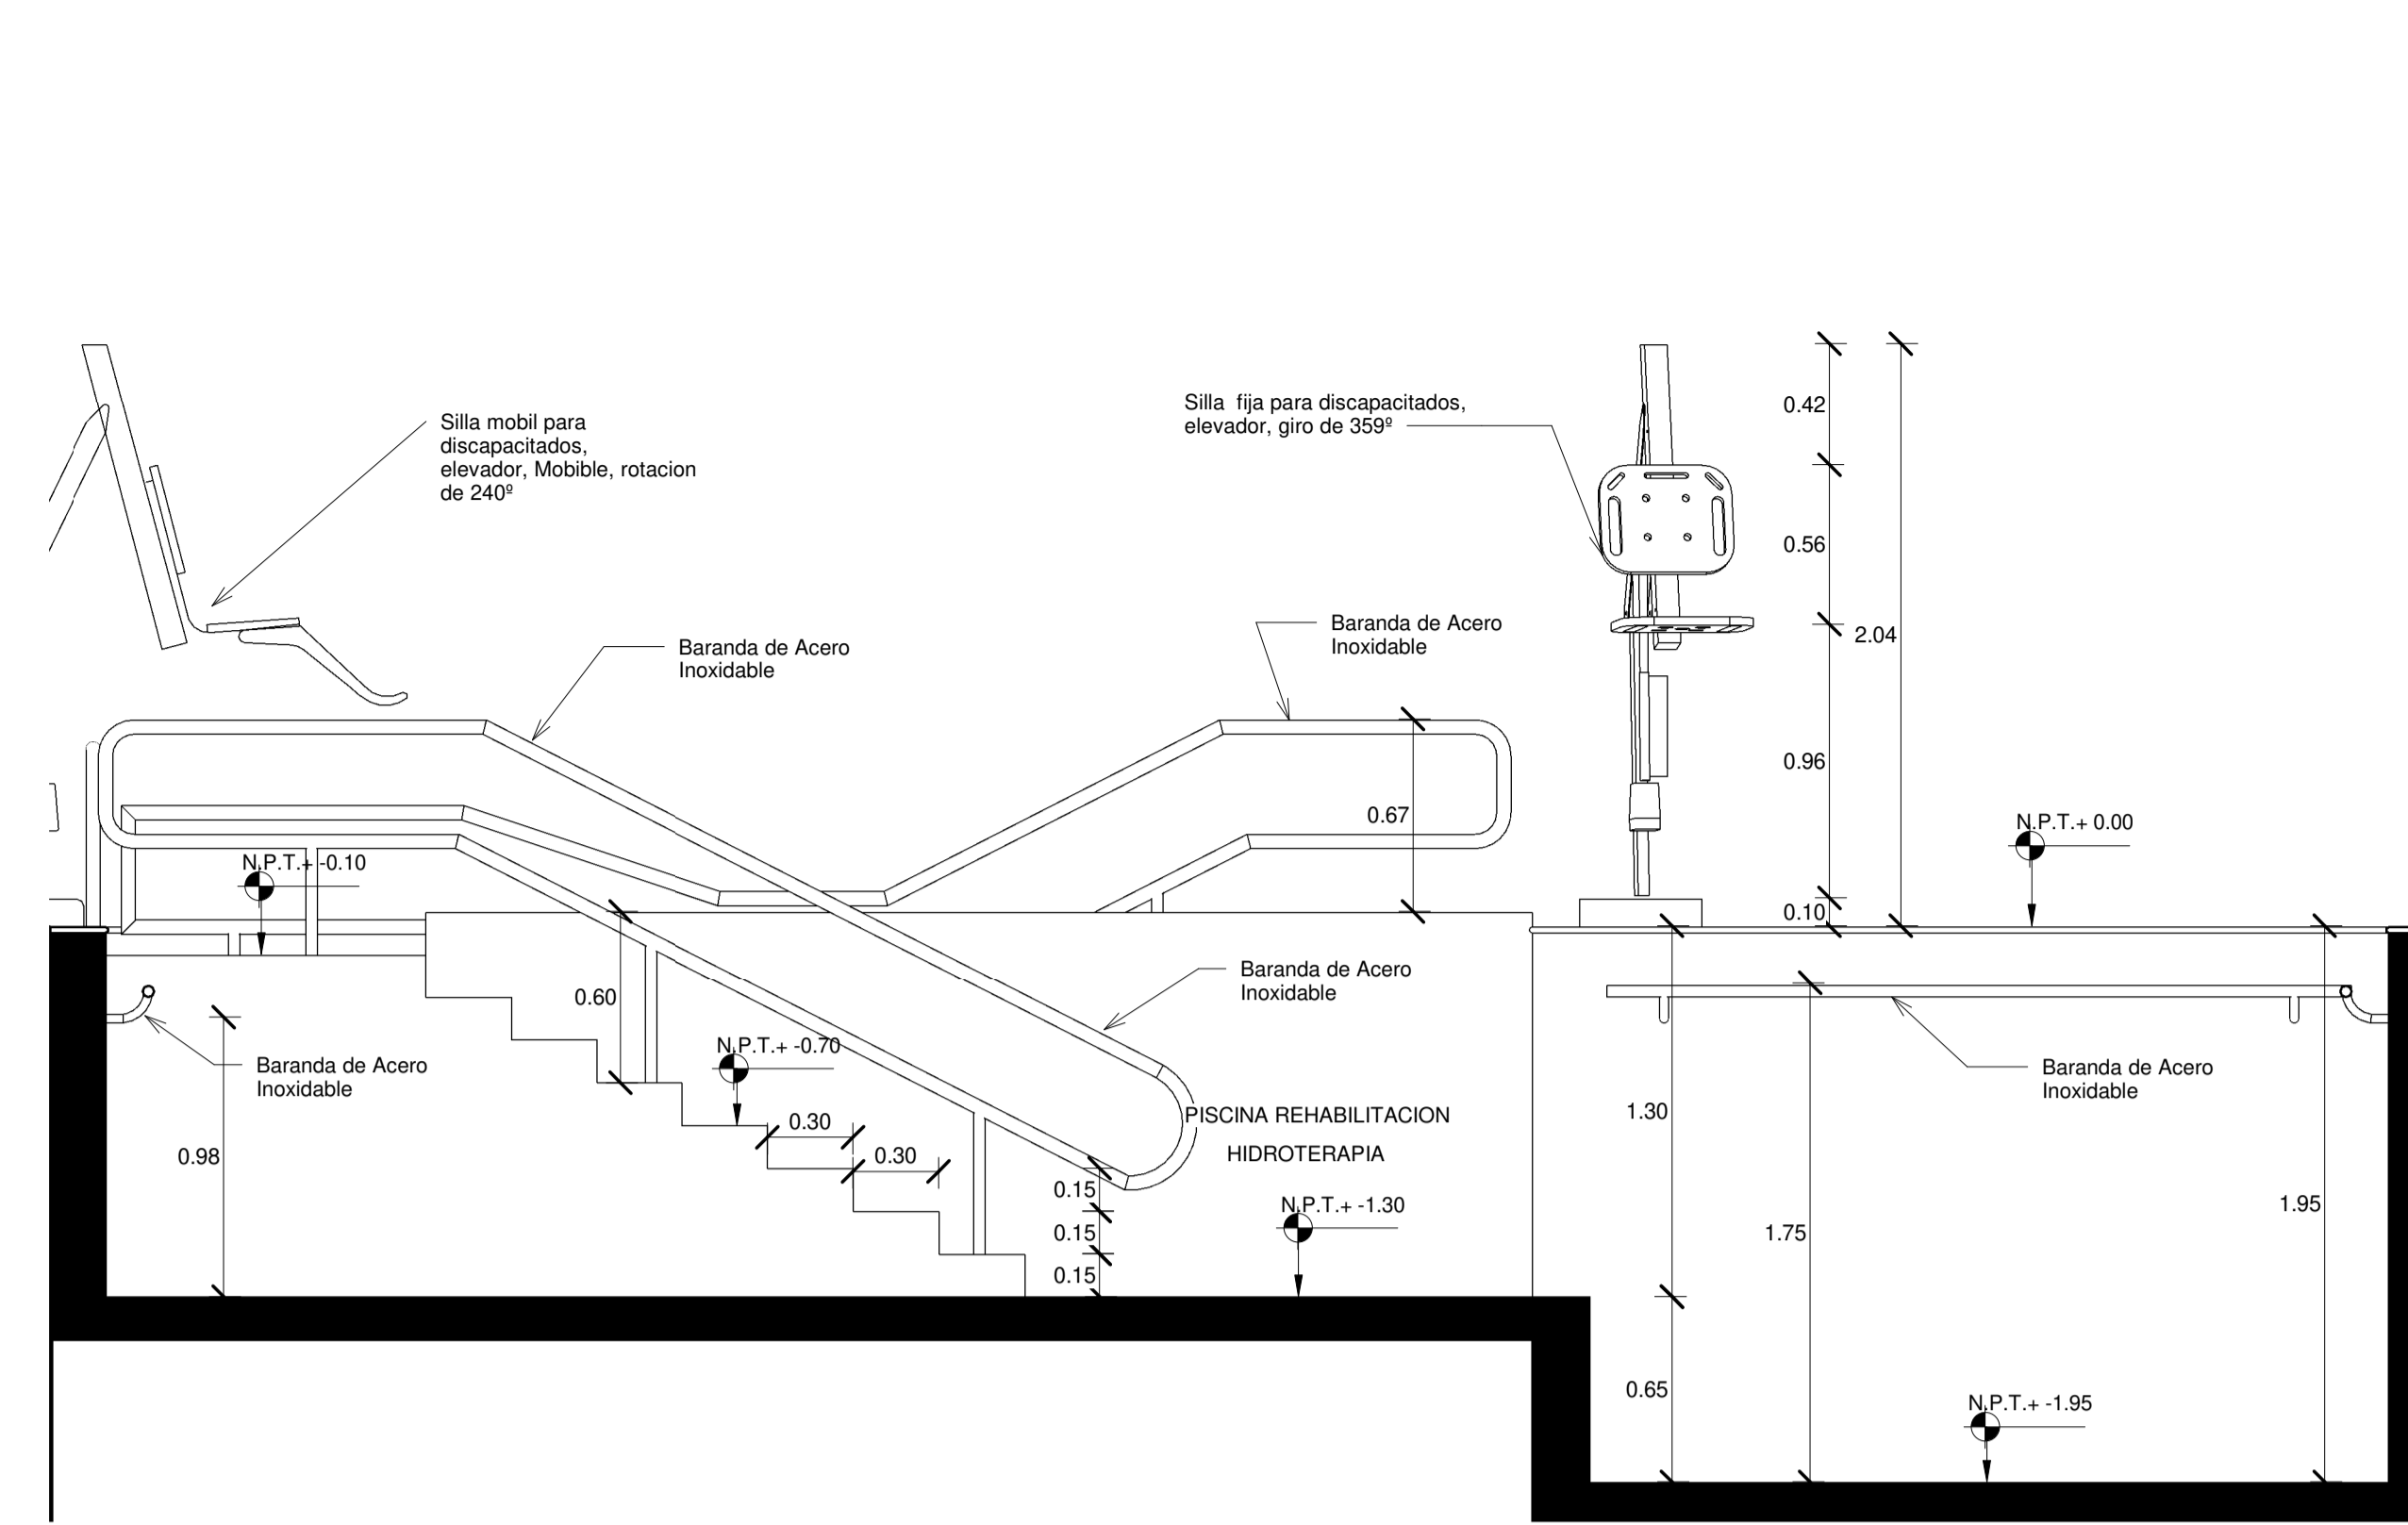 Silla mobil para
discapacitados,
elevador, Mobible, rotacion
de 240º
Silla fija para discapacitados,
elevador, giro de 359º
0.42
0.56
2.04
0.96
0.10
Baranda de Acero
Inoxidable
Baranda de Acero
Inoxidable
0.67
N.P.T.+ 0.00
N.P.T.+ -0.10
0.60
Baranda de Acero
Inoxidable
Baranda de Acero
Inoxidable
0.98
N.P.T.+ -0.70
0.30
0.30
Baranda de Acero
Inoxidable
PISCINA REHABILITACION
HIDROTERAPIA
0.15
0.15
0.15
N.P.T.+ -1.30
1.30
1.75
1.95
0.65
N.P.T.+ -1.95